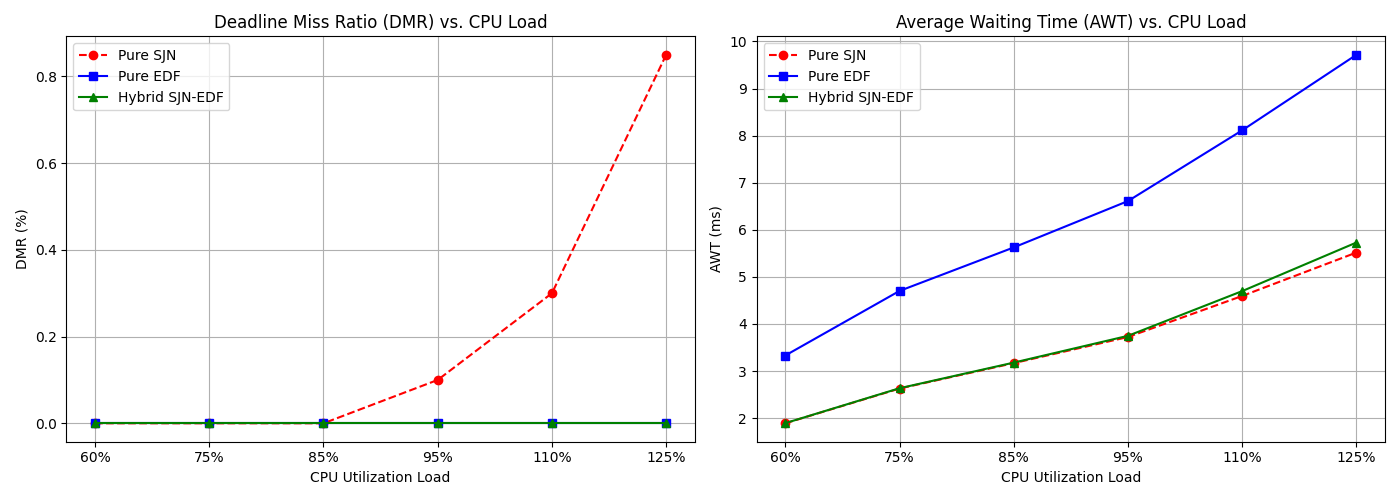 Deadline Miss Ratio (DMR) vs. CPU Load
Pure SJN
Pure EDF
Hybrid SJN-EDF
DMR (%)
0.8
0.6
0.4
0.2
0.0
60% 75% 85% 95% 110% 125%
CPU Utilization Load
Average Waiting Time (AWT) vs. CPU Load
Pure SJN
Pure EDF
Hybrid SJN-EDF
AWT (ms)
10
9
8
7
6
5
4
3
2
60% 75% 85% 95% 110% 125%
CPU Utilization Load